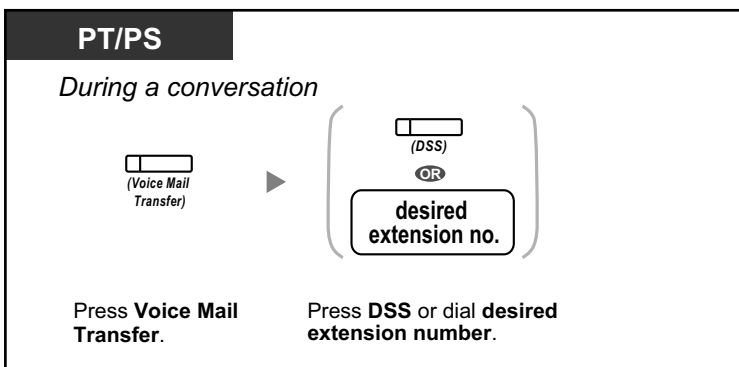 PT/PS
During a conversation
(Voice Mail
Transfer)
(DSS)
OR
desired
extension no.
Press Voice Mail
Transfer.
Press DSS or dial desired
extension number.